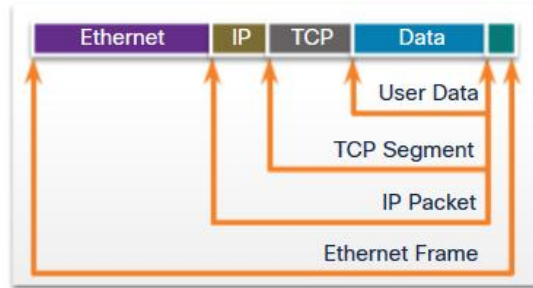 Ethernet IP TCP Data
User Data
TCP Segment
IP Packet
Ethernet Frame